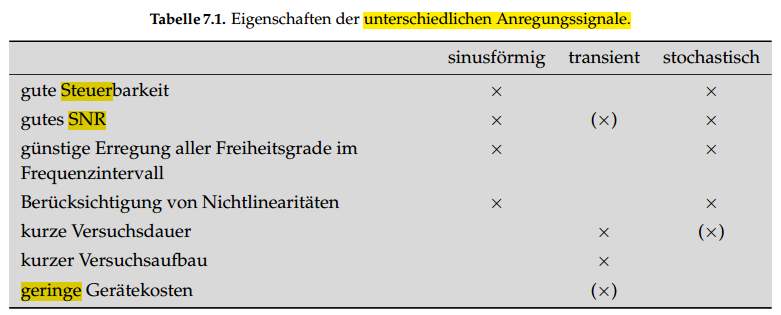 Tabelle 7.1. Eigenschaften der unterschiedlichen Anregungssignale.
sinusförmig transient stochastisch
gute Steuerbarkeit × ×
gutes SNR × (×) ×
günstige Erregung aller Freiheitsgrade im × ×
Frequenzintervall
Berücksichtigung von Nichtlinearitäten × ×
kurze Versuchsdauer × (×)
kurzer Versuchsaufbau ×
geringe Gerätekosten (×)